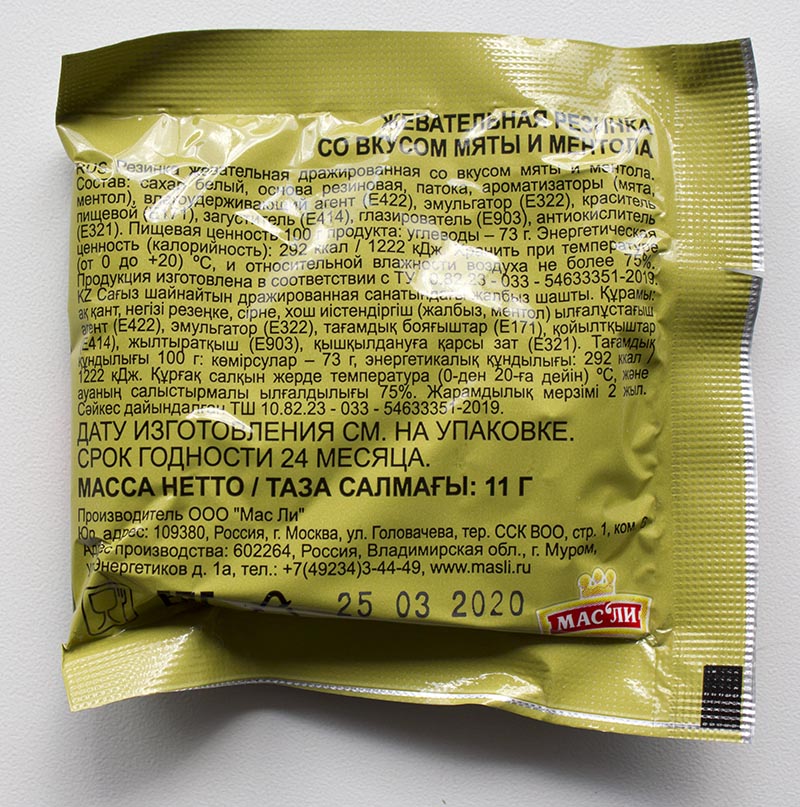 ЖЕВАТЕЛЬНАЯ РЕЗИНКА
СО ВКУСОМ МЯТЫ И МЕНТОЛА
RUS Резинка жевательная дражированная со вкусом мяты и ментола.
Состав: сахар белый, основа резиновая, патока, ароматизаторы (мята,
ментол), влагоудерживающий агент (Е422), эмульгатор (Е322), краситель
пищевой загуститель (Е414), глазирователь (Е903), антиокислитель
(Е321). Пищевая ценность 100 продукта: углеводы – 73 г. Энергетическая
ценность (калорийность): 292 ккал / 1222 кДж. Хранить при температуре
(от 0 до +20) °С, и относительной влажности воздуха не более 75%.
Продукция изготовлена в соответствии с ТУ 10.82.23 - 033 - 54633351-2019.
KZ Сағыз шайнайтын дражированная санатындағы жалбыз шашты. Құрамы:
ақ қант, негізі резеңке, сірне, хош иістендіргіш (жалбыз, ментол) ылғалұстағыш
агент (Е422), эмульгатор (Е322), тағамдық бояғыштар (Е171), қойылтқыштар
(Е414), жылтыратқыш (Е903), қышқылдануға қарсы зат (Е321). Тағамдық
құндылығы 100 г: көмірсулар – 73 г, энергетикалық құндылығы: 292 ккал /
1222 кДж. Құрғақ салқын жерде температура (0-ден 20-ға дейін) °С, және
ауаның салыстырмалы ылғалдылығы 75%. Жарамдылық мерзімі 2 жыл.
Сәйкес дайындалған ТШ 10.82.23 - 033 - 54633351-2019.
ДАТУ ИЗГОТОВЛЕНИЯ СМ. НА УПАКОВКЕ.
СРОК ГОДНОСТИ 24 МЕСЯЦА.
МАССА НЕТТО / ТАЗА САЛМАҒЫ: 11 Г
Производитель ООО "Мас Ли"
Юр. адрес: 109380, Россия, г. Москва, ул. Головачева, тер. ССК ВОО, стр. 1, ком
Адрес производства: 602264, Россия, Владимирская обл., г. Муром,
Энергетиков д. 1а, тел.: +7(49234)3-44-49, www.masli.ru
25 03 2020
МАС'ЛИ